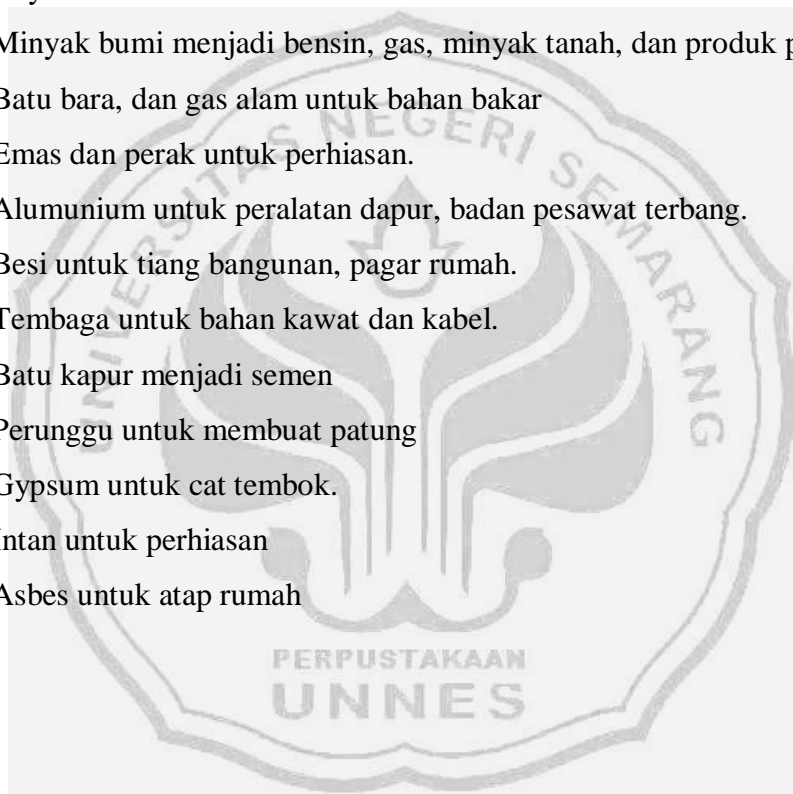 Minyak bumi menjadi bensin, gas, minyak tanah, dan produk
Batu bara, dan gas alam untuk bahan bakar
Emas dan perak untuk perhiasan.
Alumunium untuk peralatan dapur, badan pesawat terbang.
Besi untuk tiang bangunan, pagar rumah.
Tembaga untuk bahan kawat dan kabel.
Batu kapur menjadi semen
Perunggu untuk membuat patung
Gypsum untuk cat tembok.
Intan untuk perhiasan
Asbes untuk atap rumah
UNIVERSITAS NEGERI SEMARANG
PERPUSTAKAAN
UNNES